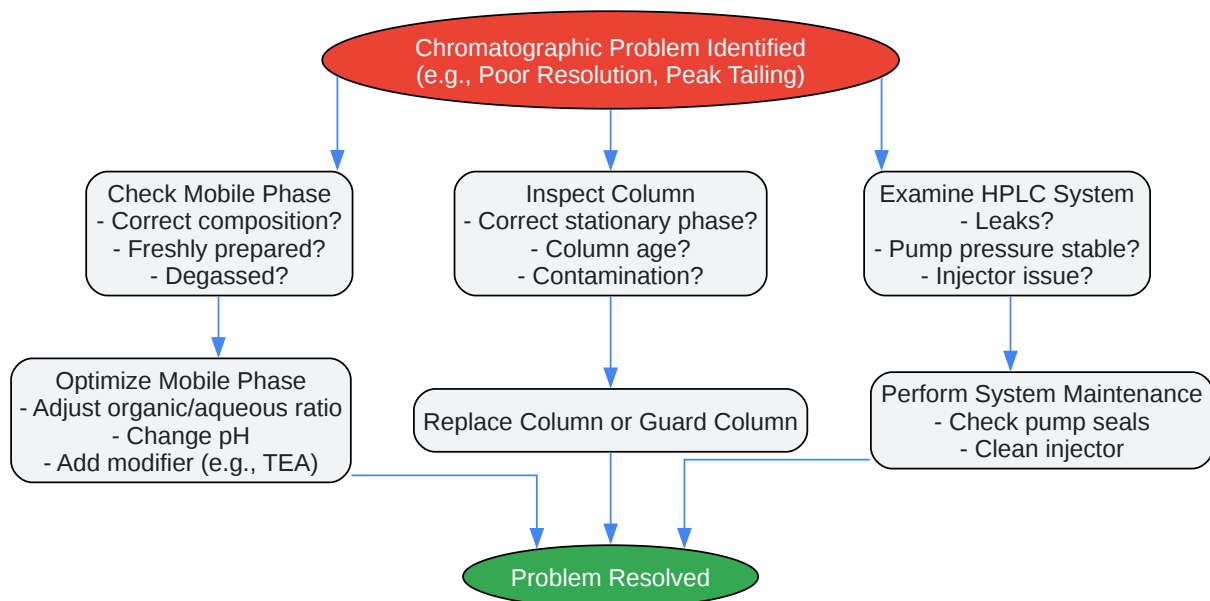 Chromatographic Problem Identified
(e.g., Poor Resolution, Peak Tailing)
Check Mobile Phase
- Correct composition?
- Freshly prepared?
- Degassed?
Inspect Column
- Correct stationary phase?
- Column age?
- Contamination?
Examine HPLC System
- Leaks?
- Pump pressure stable?
- Injector issue?
Optimize Mobile Phase
- Adjust organic/aqueous ratio
- Change pH
- Add modifier (e.g., TEA)
Replace Column or Guard Column
Perform System Maintenance
- Check pump seals
- Clean injector
Problem Resolved